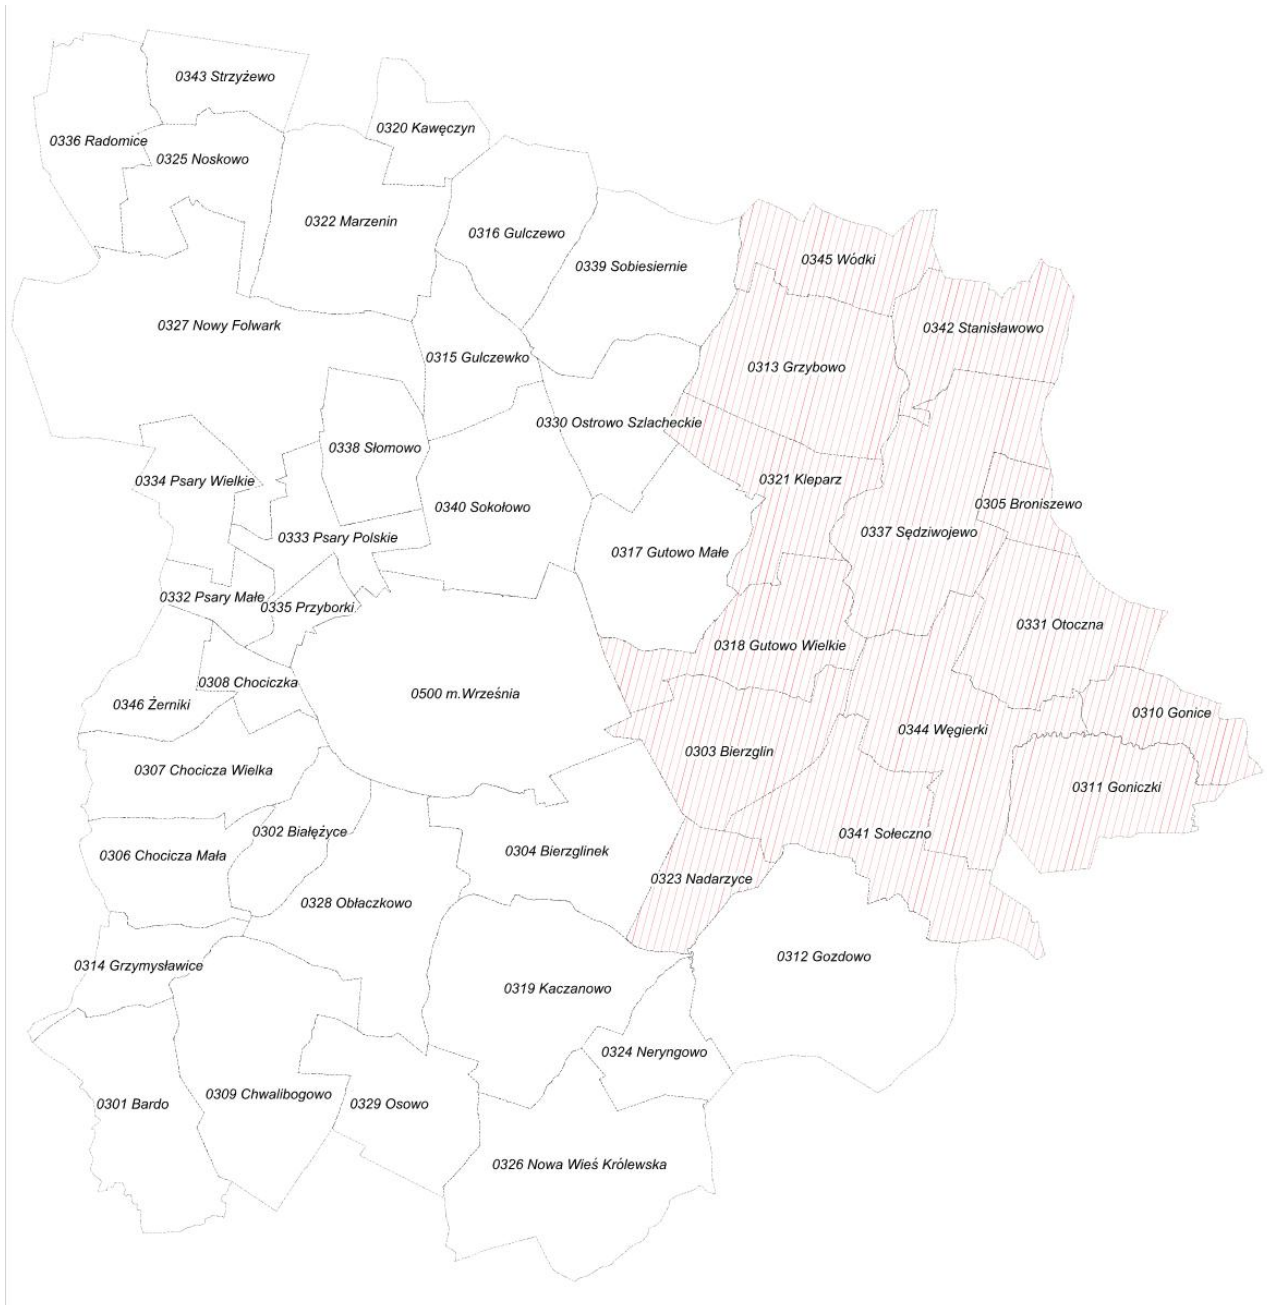 0343 Strzyżewo
0320 Kawęczyn
0336 Radomice
0325 Noskowo
0322 Marzenin
0316 Gulczewo
0345 Wódki
0339 Sobiesiernie
0327 Nowy Folwark
0342 Stanisławowo
0315 Gulczewko
0313 Grzybowo
0330 Ostrowo Szlacheckie
0338 Słomowo
0334 Psary Wielkie
0321 Kleparz
0305 Broniszewo
0340 Sokołowo
0337 Sędziwojewo
0333 Psary Polskie
0317 Gutowo Małe
0332 Psary Małe
0335 Przyborki
0331 Otoczna
0318 Gutowo Wielkie
0308 Chociczka
0500 m.Września
0346 Żerniki
0310 Gonice
0344 Węgierki
0303 Bierzglin
0307 Chocicza Wielka
0311 Goniczki
0302 Białężyce
0341 Sołeczno
0306 Chocicza Mała
0304 Bierzglinek
0323 Nadarzyce
0328 Obłaczkowo
0312 Gozdowo
0314 Grzymysławice
0319 Kaczanowo
0324 Neryngowo
0309 Chwalibogowo
0301 Bardo
0329 Osowo
0326 Nowa Wieś Królewska